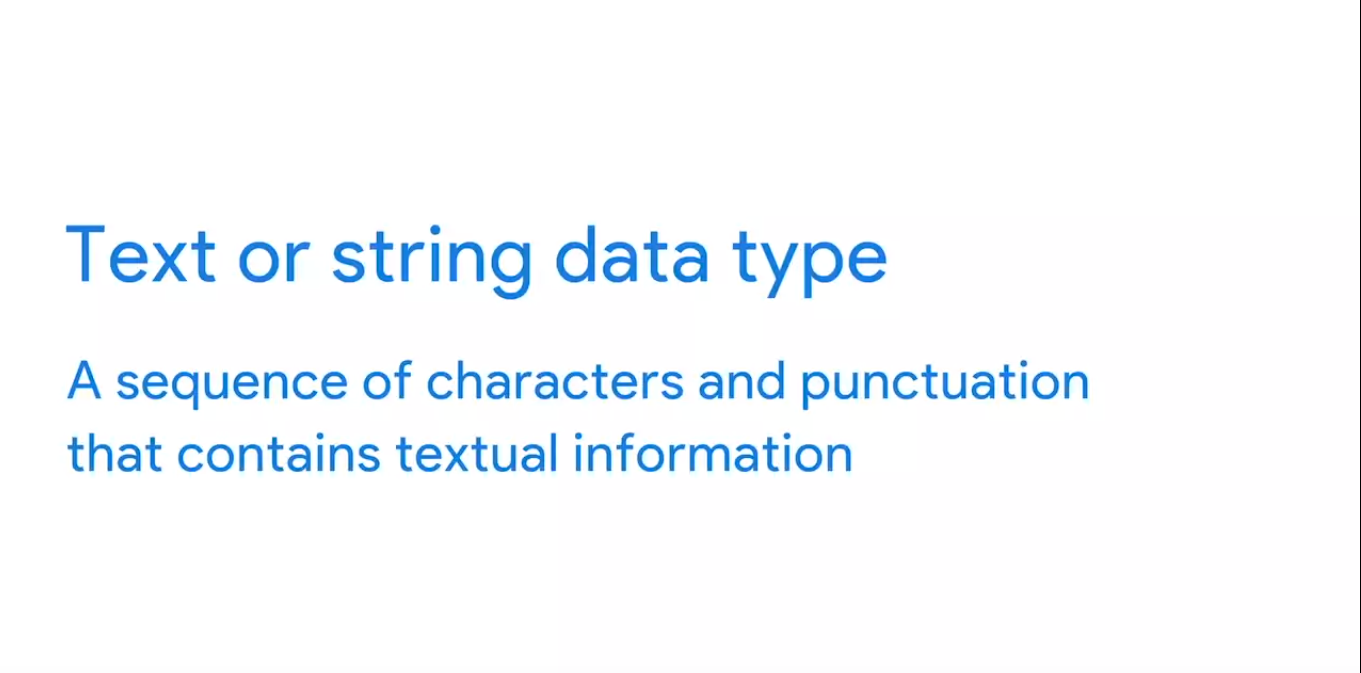 Text or string data type
A sequence of characters and punctuation
that contains textual information